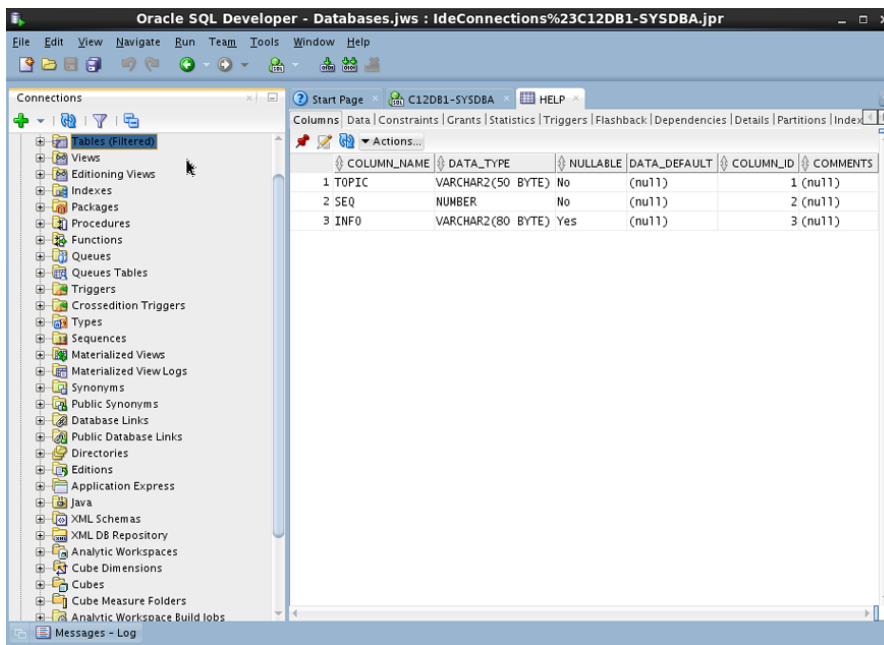 Oracle SQL Developer - Databases.jws : IdeConnections%23C12DB1-SYSDBA.jpr
File Edit View Navigate Run Team Tools Window Help
Connections
Start Page C12DB1-SYSDBA HELP
Columns Data Constraints Grants Statistics Triggers Flashback Dependencies Details Partitions Index
Actions...
COLUMN_NAME DATA_TYPE NULLABLE DATA_DEFAULT COLUMN_ID COMMENTS
1 TOPIC VARCHAR2(50 BYTE) No (null) 1 (null)
2 SEQ NUMBER No (null) 2 (null)
3 INFO VARCHAR2(80 BYTE) Yes (null) 3 (null)
Tables (Filtered)
Views
Editioning Views
Indexes
Packages
Procedures
Functions
Queues
Queues Tables
Triggers
Crossedition Triggers
Types
Sequences
Materialized Views
Materialized View Logs
Synonyms
Public Synonyms
Database Links
Public Database Links
Directories
Editions
Application Express
Java
XML Schemas
XML DB Repository
Analytic Workspaces
Cube Dimensions
Cubes
Cube Measure Folders
Analytic Workspace Build Jobs
Messages - Log